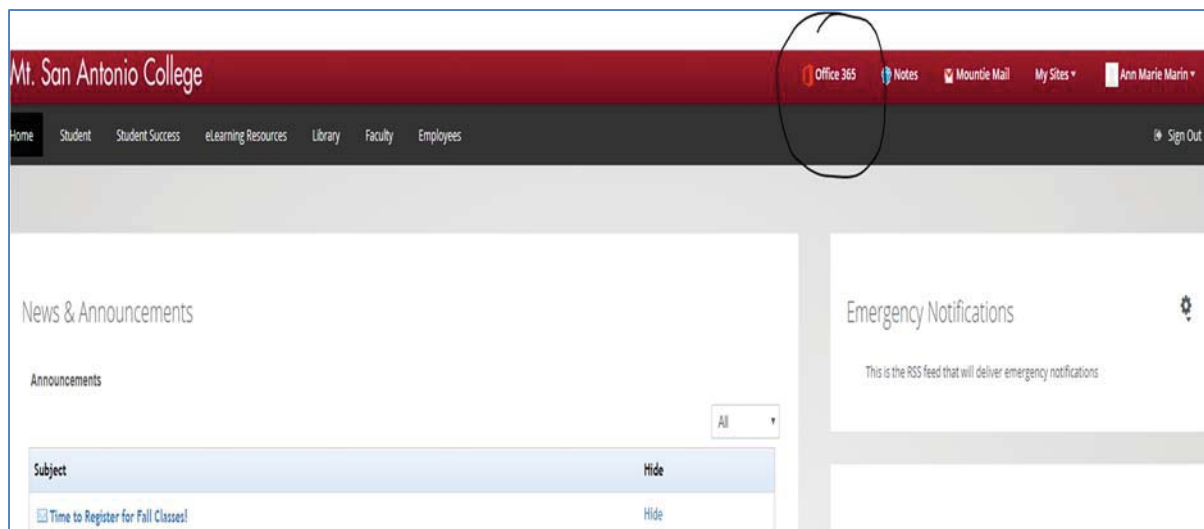 Mt. San Antonio College
Office 365 Notes Mountie Mail My Sites Ann Marie Marin
Home Student Student Success eLearning Resources Library Faculty Employees Sign Out
News & Announcements
Announcements
All
Subject Hide
Time to Register for Fall Classes! Hide
Emergency Notifications
This is the RSS feed that will deliver emergency notifications